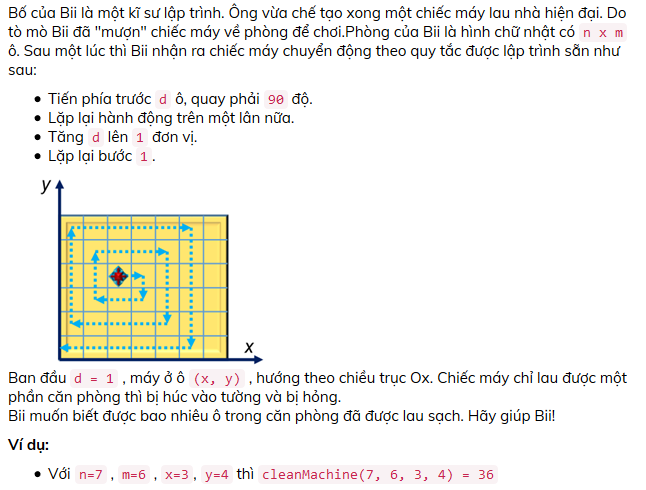 Bố của Bii là một kĩ sư lập trình. Ông vừa chế tạo xong một chiếc máy lau nhà hiện đại. Do
tò mò Bii đã "mượn" chiếc máy về phòng để chơi.Phòng của Bii là hình chữ nhật có n x m
ô. Sau một lúc thì Bii nhận ra chiếc máy chuyển động theo quy tắc được lập trình sẵn như
sau:
Tiến phía trước d ô, quay phải 90 độ.
Lặp lại hành động trên một lân nữa.
Tăng d lên 1 đơn vị.
Lặp lại bước 1 .
y
x
Ban đầu d = 1 , máy ở ô (x, y) , hướng theo chiều trục Ox. Chiếc máy chỉ lau được một
phần căn phòng thì bị húc vào tường và bị hỏng.
Bii muốn biết được bao nhiêu ô trong căn phòng đã được lau sạch. Hãy giúp Bii!
Ví dụ:
Với n=7 , m=6 , x=3 , y=4 thì cleanMachine(7, 6, 3, 4) = 36